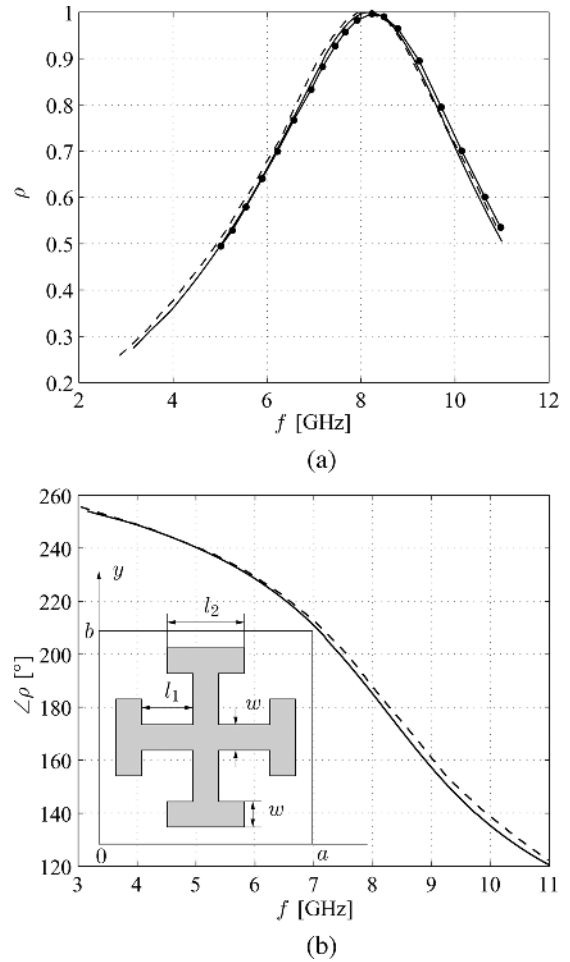 1
0.9
0.8
0.7
0.6
0.5
0.4
0.3
0.2
ρ
2 4 6 8 10 12
f [GHz]
(a)
260
240
220
200
180
160
140
120
∠ρ [°]
y
b
l₂
l₁
w
w
0
a
3 4 5 6 7 8 9 10 11
f [GHz]
(b)